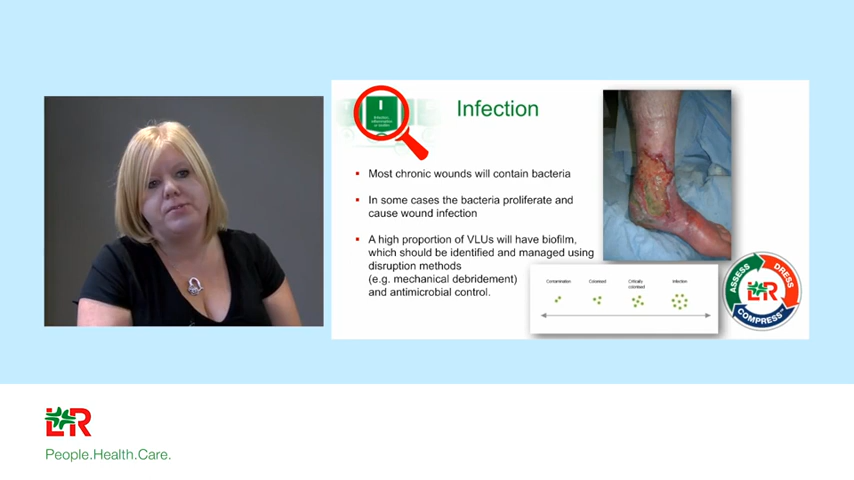 Infection
Most chronic wounds will contain bacteria
In some cases the bacteria proliferate and
cause wound infection
A high proportion of VLUs will have biofilm,
which should be identified and managed using
disruption methods
(e.g. mechanical debridement)
and antimicrobial control.
Contamination
Colonised
Critically
colonised
Infection
ASSESS
DRESS
COMPRESS
L&R
L&R
People.Health.Care.